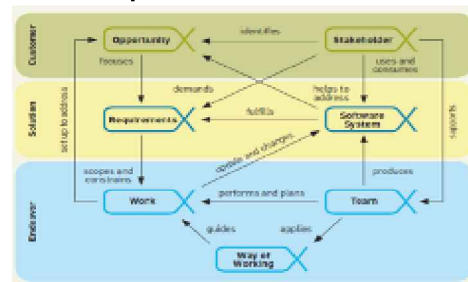 Customer
Opportunity
identifies
Stakeholder
focuses
uses and
consumes
demands
helps to
address
Solution
set up to address
Requirements
fulfills
Software
System
supports
scopes and
constrains
update and changes
produces
Endeavor
Work
performs and plans
Team
guides
applies
Way of
Working